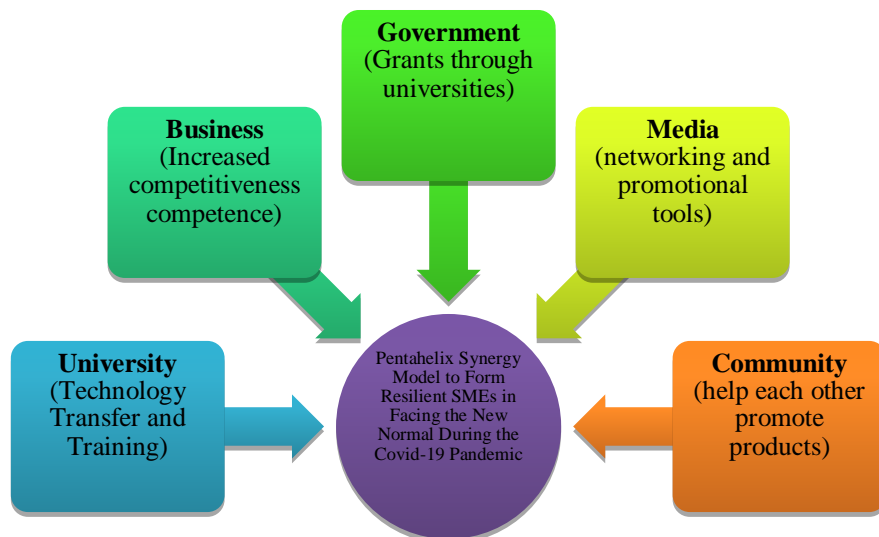 Government
(Grants through
universities)
Business
(Increased
competitiveness
competence)
Media
(networking and
promotional
tools)
University
(Technology
Transfer and
Training)
Pentahelix Synergy
Model to Form
Resilient SMEs in
Facing the New
Normal During the
Covid-19 Pandemic
Community
(help each other
promote
products)